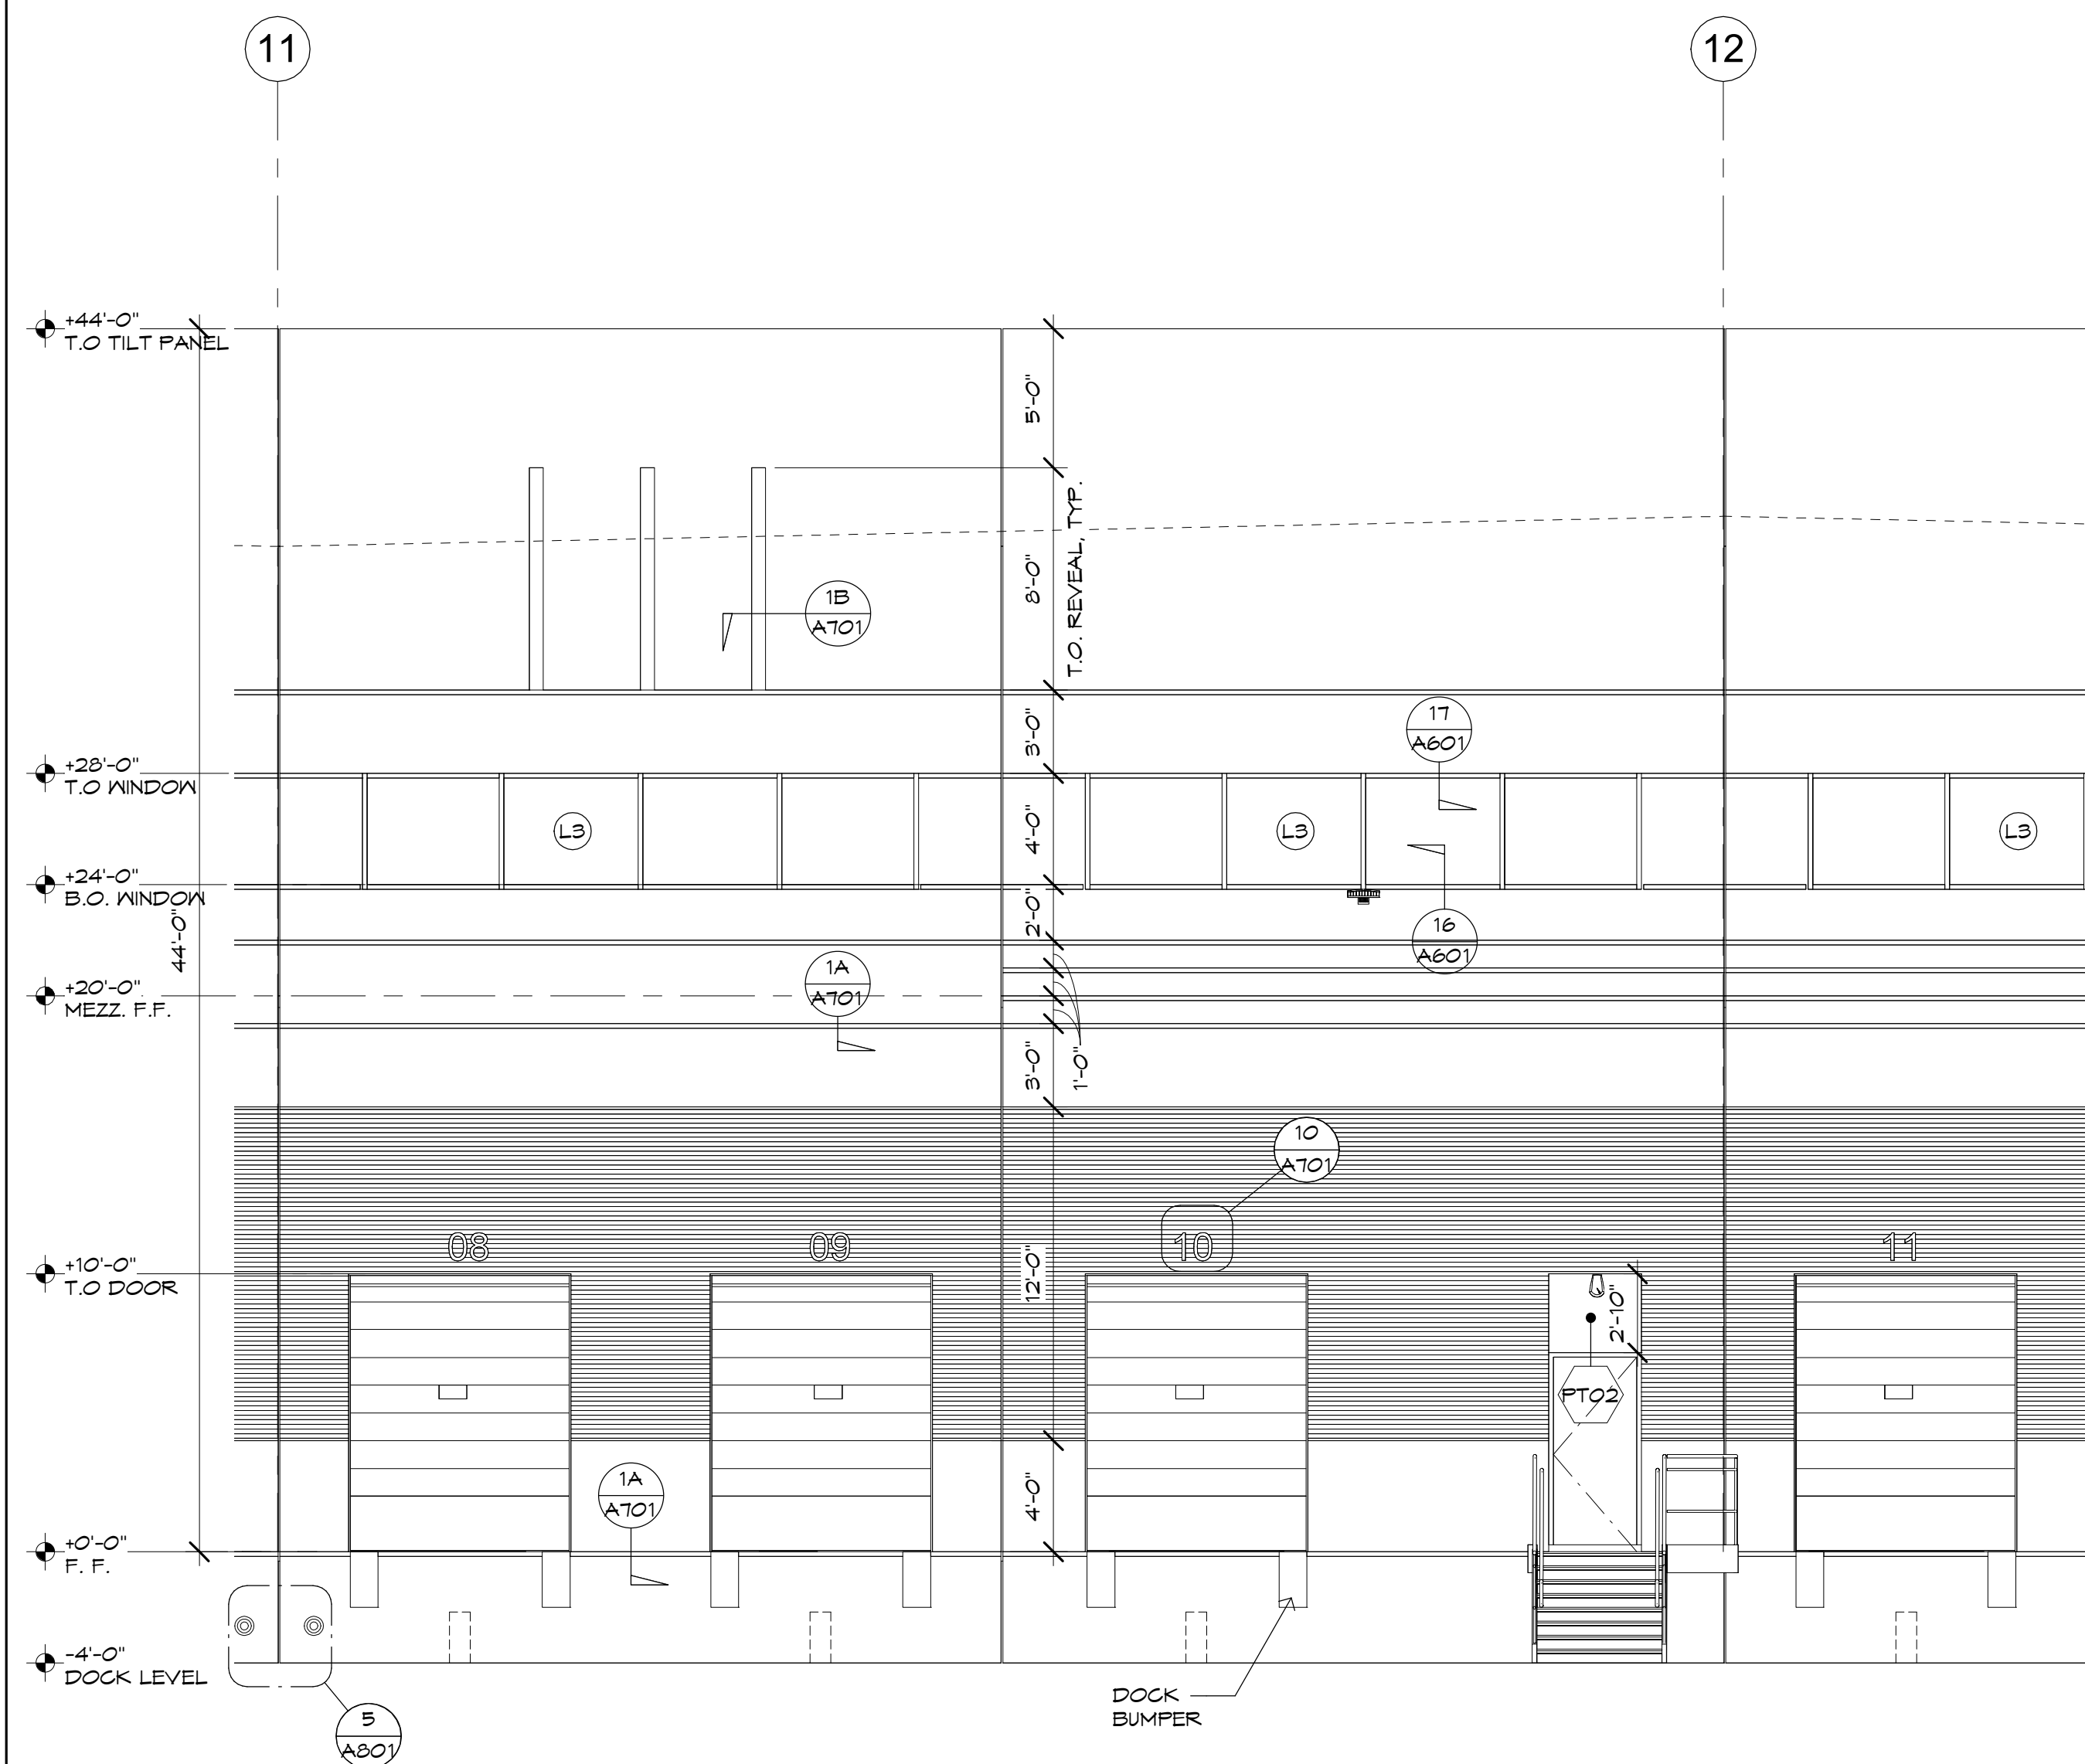 11
12
+44'-0"
T.O TILT PANEL
5'-0"
T.O. REVEAL, TYP.
8'-0"
1B
A701
3'-0"
17
A601
+28'-0"
T.O WINDOW
L3
L3
L3
4'-0"
+24'-0"
B.O. WINDOW
2'-0"
44'-0"
16
A601
1A
A701
+20'-0"
MEZZ. F.F.
3'-0"
1'-0"
10
A701
08
09
10
11
+10'-0"
T.O DOOR
12'-0"
2'-10"
PT02
1A
A701
4'-0"
+0'-0"
F. F.
-4'-0"
DOCK LEVEL
DOCK
BUMPER
5
A801